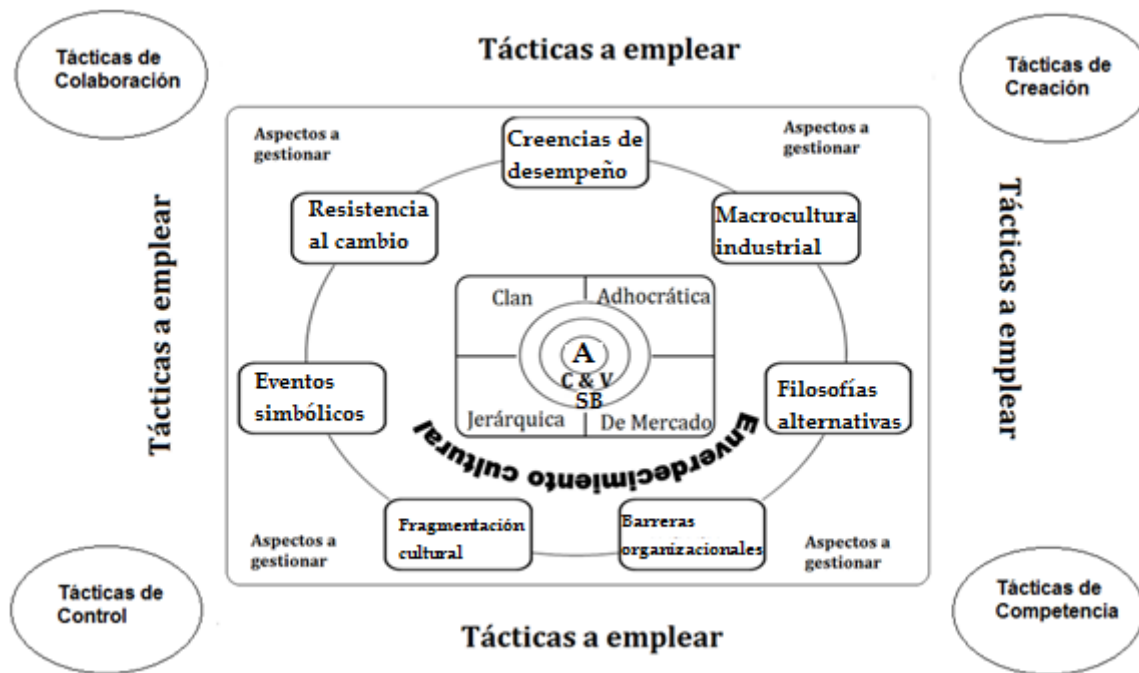 Tácticas de
Colaboración
Tácticas a emplear
Tácticas de
Creación
Aspectos a
gestionar
Creencias de
desempeño
Aspectos a
gestionar
Tácticas a emplear
Resistencia
al cambio
Macrocultura
industrial
Tácticas a emplear
Clan
Adhocrática
A
C & V
SB
Jerárquica
De Mercado
Eventos
simbólicos
Filosofías
alternativas
Enverdecimiento cultural
Fragmentación
cultural
Barreras
organizacionales
Aspectos a
gestionar
Aspectos a
gestionar
Tácticas de
Control
Tácticas a emplear
Tácticas de
Competencia